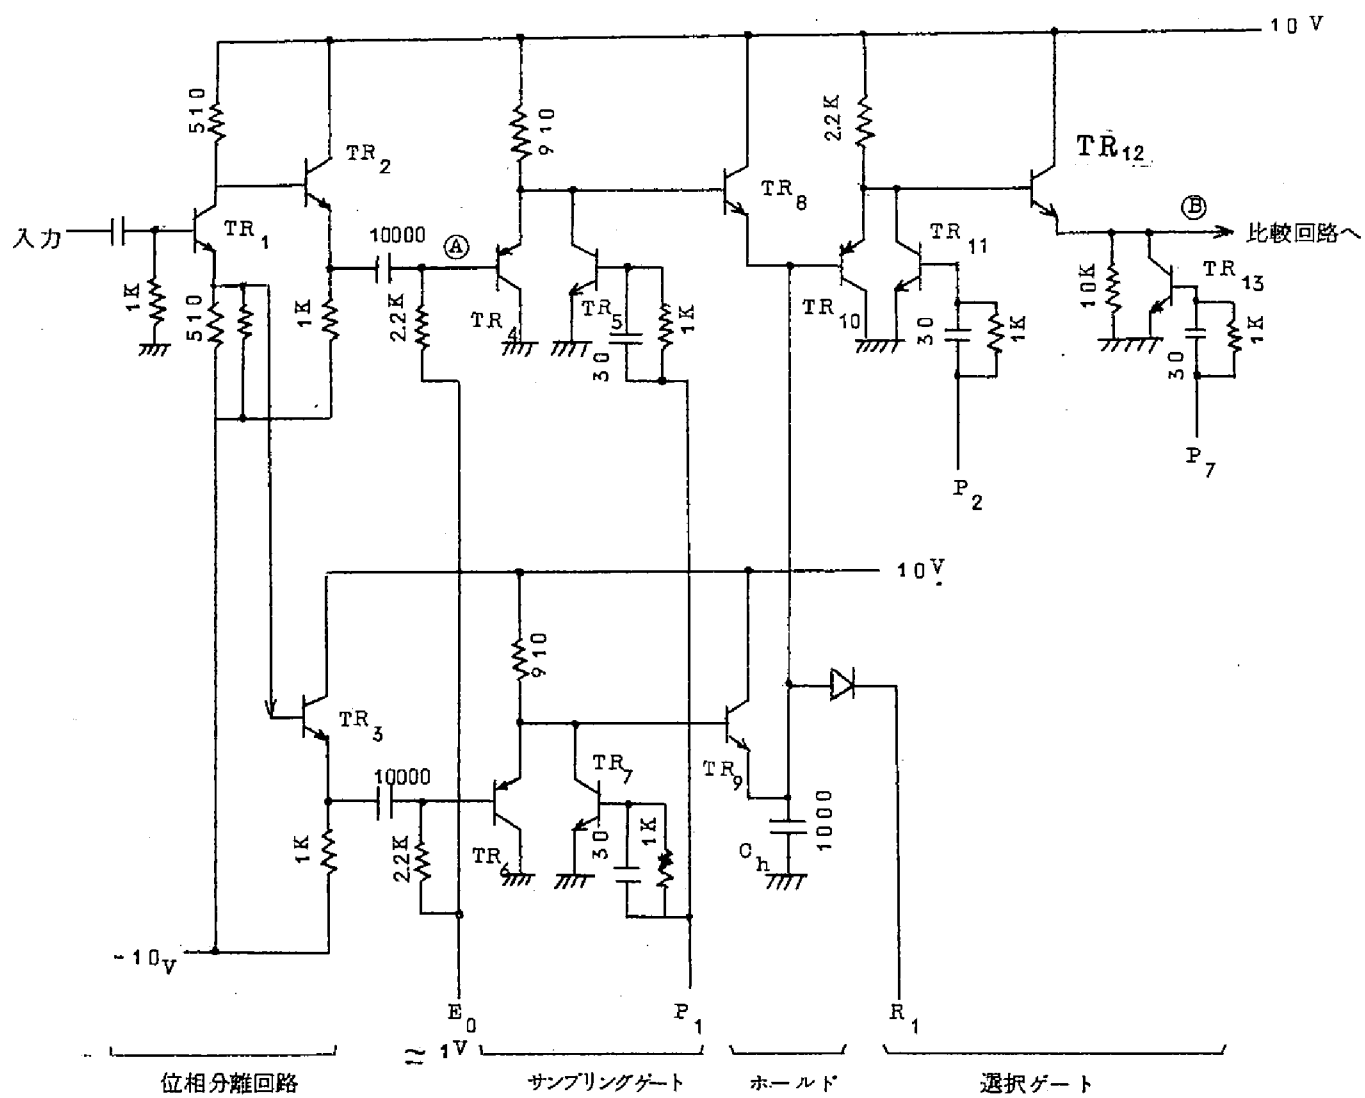 10 V
510
TR2
910
TR8
2.2K
TR12
入力
TR1
10000
Ⓐ
TR11
Ⓑ
比較回路へ
1K
510
1K
2.2K
TR4
TR5
30
1K
TR10
30
1K
10K
TR13
30
1K
P2
P7
10V
910
TR3
10000
TR7
TR9
1K
2.2K
TR6
30
1K
Ch
1000
-10V
E0
≈ 1V
P1
R1
位相分離回路
サンプリングゲート
ホールド
選択ゲート